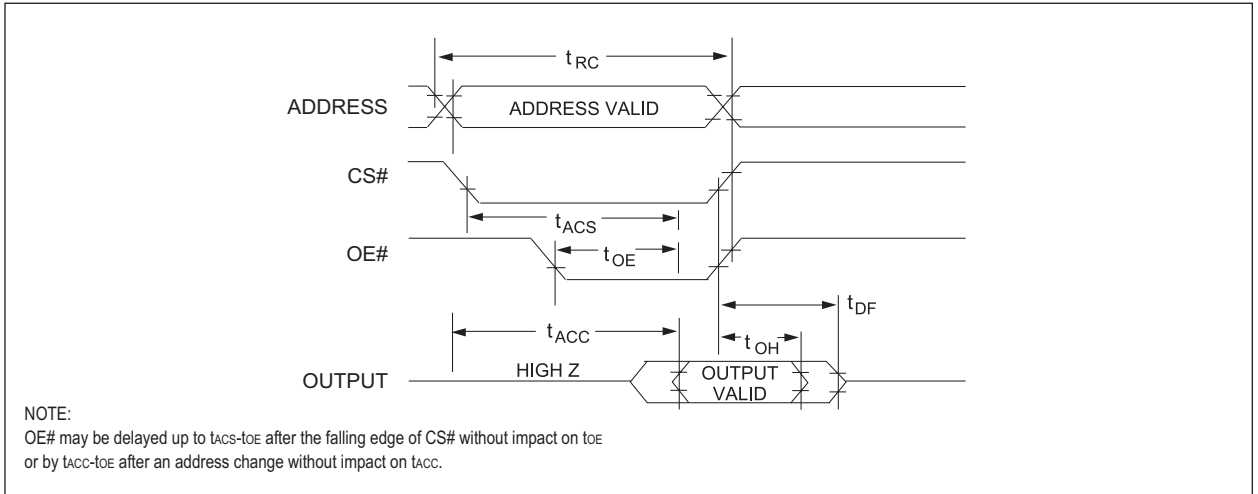 tRC
ADDRESS
ADDRESS VALID
CS#
tACS
OE#
tOE
tDF
tACC
tOH
OUTPUT
HIGH Z
OUTPUT
VALID
NOTE:
OE# may be delayed up to tACS-tOE after the falling edge of CS# without impact on tOE
or by tACC-tOE after an address change without impact on tACC.